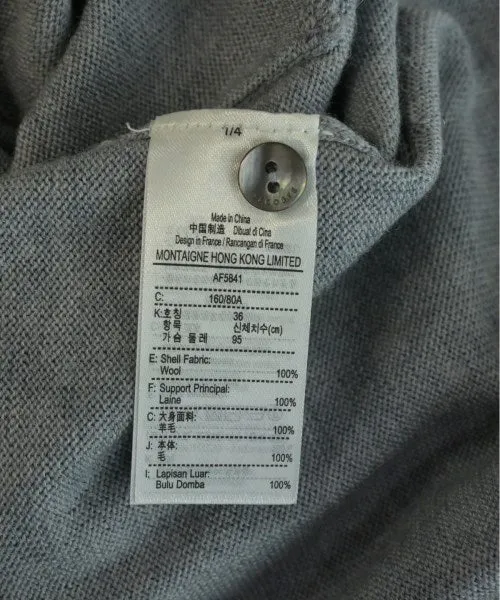 1/4
Made in China
中国制造 Dibuat di Cina
Design in France / Rancangan di France
MONTAIGNE HONG KONG LIMITED
AF5841
C: 160/80A
K:호칭 36
항목 신체치수(cm)
가슴 둘레 95
E: Shell Fabric:
Wool 100%
F: Support Principal:
Laine 100%
C: 大身面料:
羊毛 100%
J: 本体:
毛 100%
I: Lapisan Luar:
Bulu Domba 100%